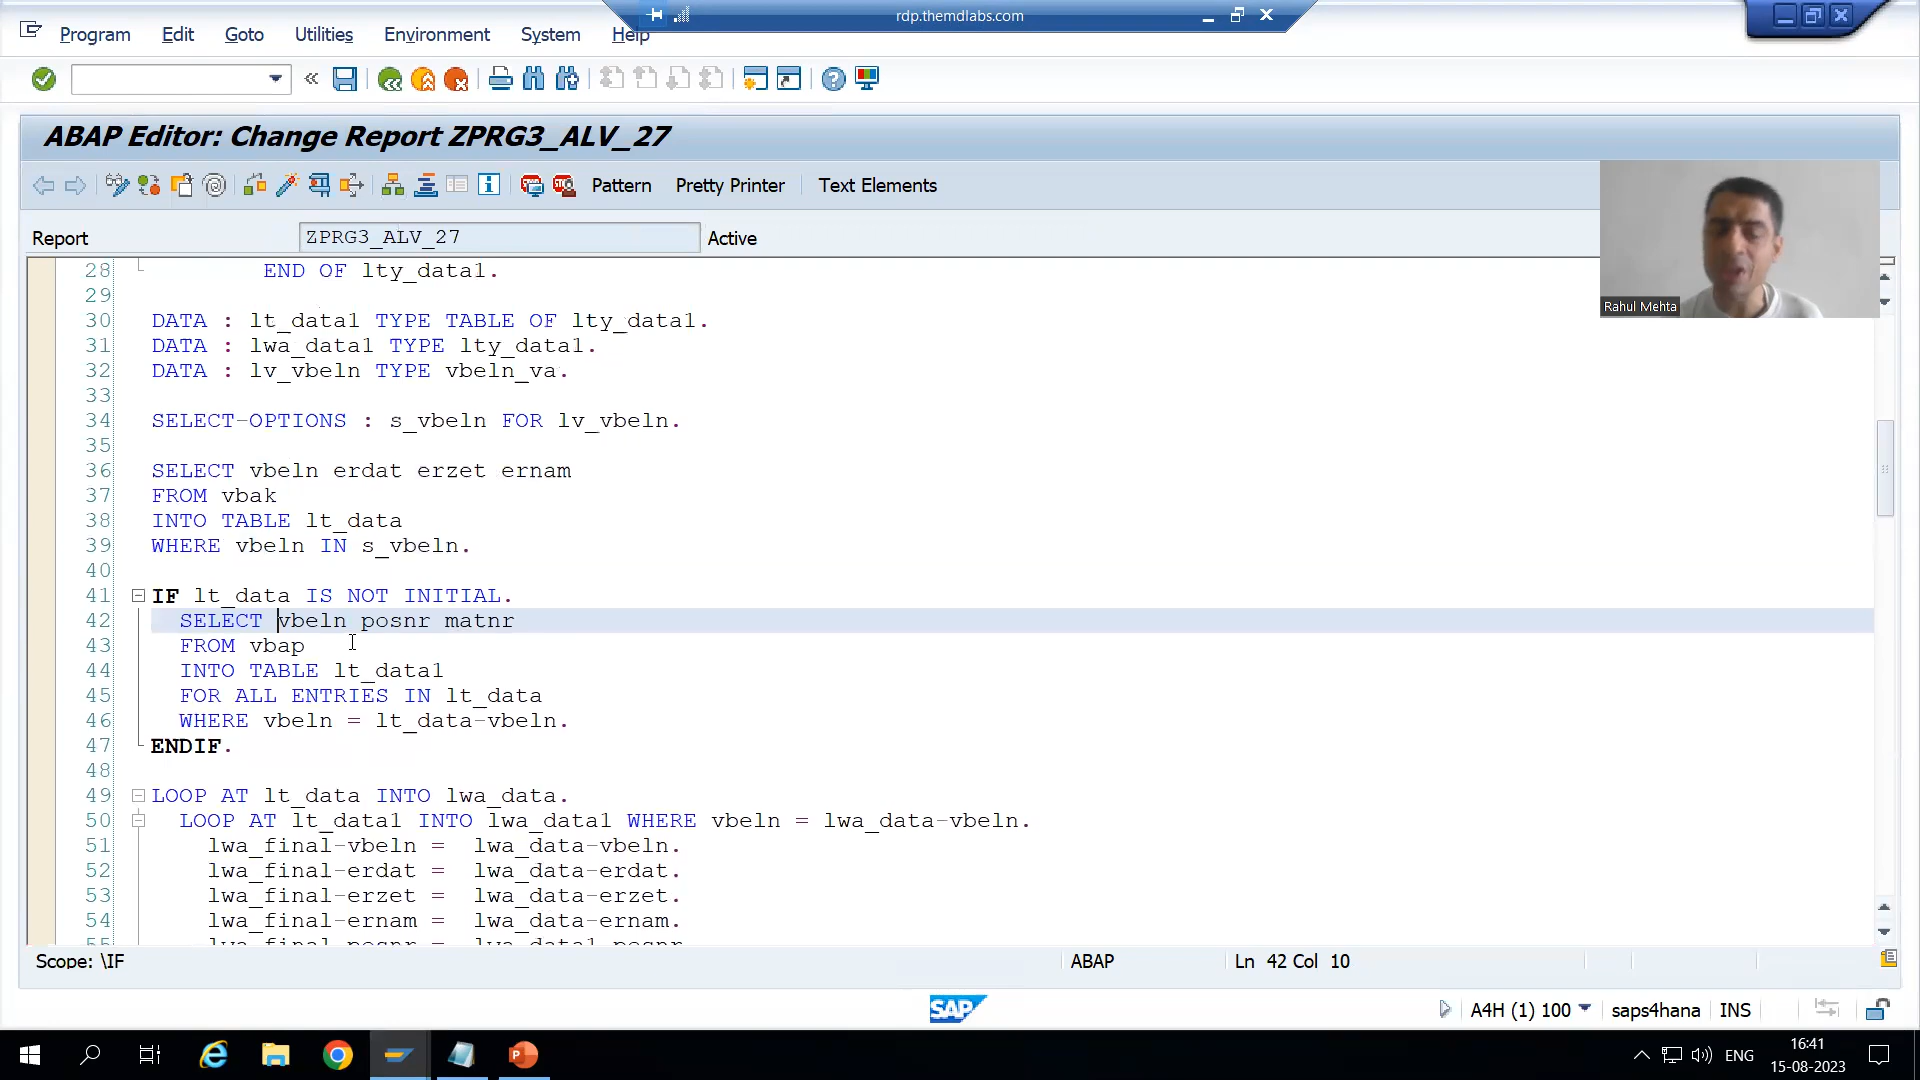 rdp.themdlabs.com
Program Edit Goto Utilities Environment System Help
ABAP Editor: Change Report ZPRG3_ALV_27
Pattern Pretty Printer Text Elements
Report ZPRG3_ALV_27 Active
Rahul Mehta
28 END OF lty_data1.
29
30 DATA : lt_data1 TYPE TABLE OF lty_data1.
31 DATA : lwa_data1 TYPE lty_data1.
32 DATA : lv_vbeln TYPE vbeln_va.
33
34 SELECT-OPTIONS : s_vbeln FOR lv_vbeln.
35
36 SELECT vbeln erdat erzet ernam
37 FROM vbak
38 INTO TABLE lt_data
39 WHERE vbeln IN s_vbeln.
40
41 IF lt_data IS NOT INITIAL.
42 SELECT vbeln posnr matnr
43 FROM vbap
44 INTO TABLE lt_data1
45 FOR ALL ENTRIES IN lt_data
46 WHERE vbeln = lt_data-vbeln.
47 ENDIF.
48
49 LOOP AT lt_data INTO lwa_data.
50 LOOP AT lt_data1 INTO lwa_data1 WHERE vbeln = lwa_data-vbeln.
51 lwa_final-vbeln = lwa_data-vbeln.
52 lwa_final-erdat = lwa_data-erdat.
53 lwa_final-erzet = lwa_data-erzet.
54 lwa_final-ernam = lwa_data-ernam.
55 lwa_final-posnr = lwa_data1-posnr
Scope: \IF ABAP Ln 42 Col 10
SAP A4H (1) 100 saps4hana INS
ENG 16:41
15-08-2023